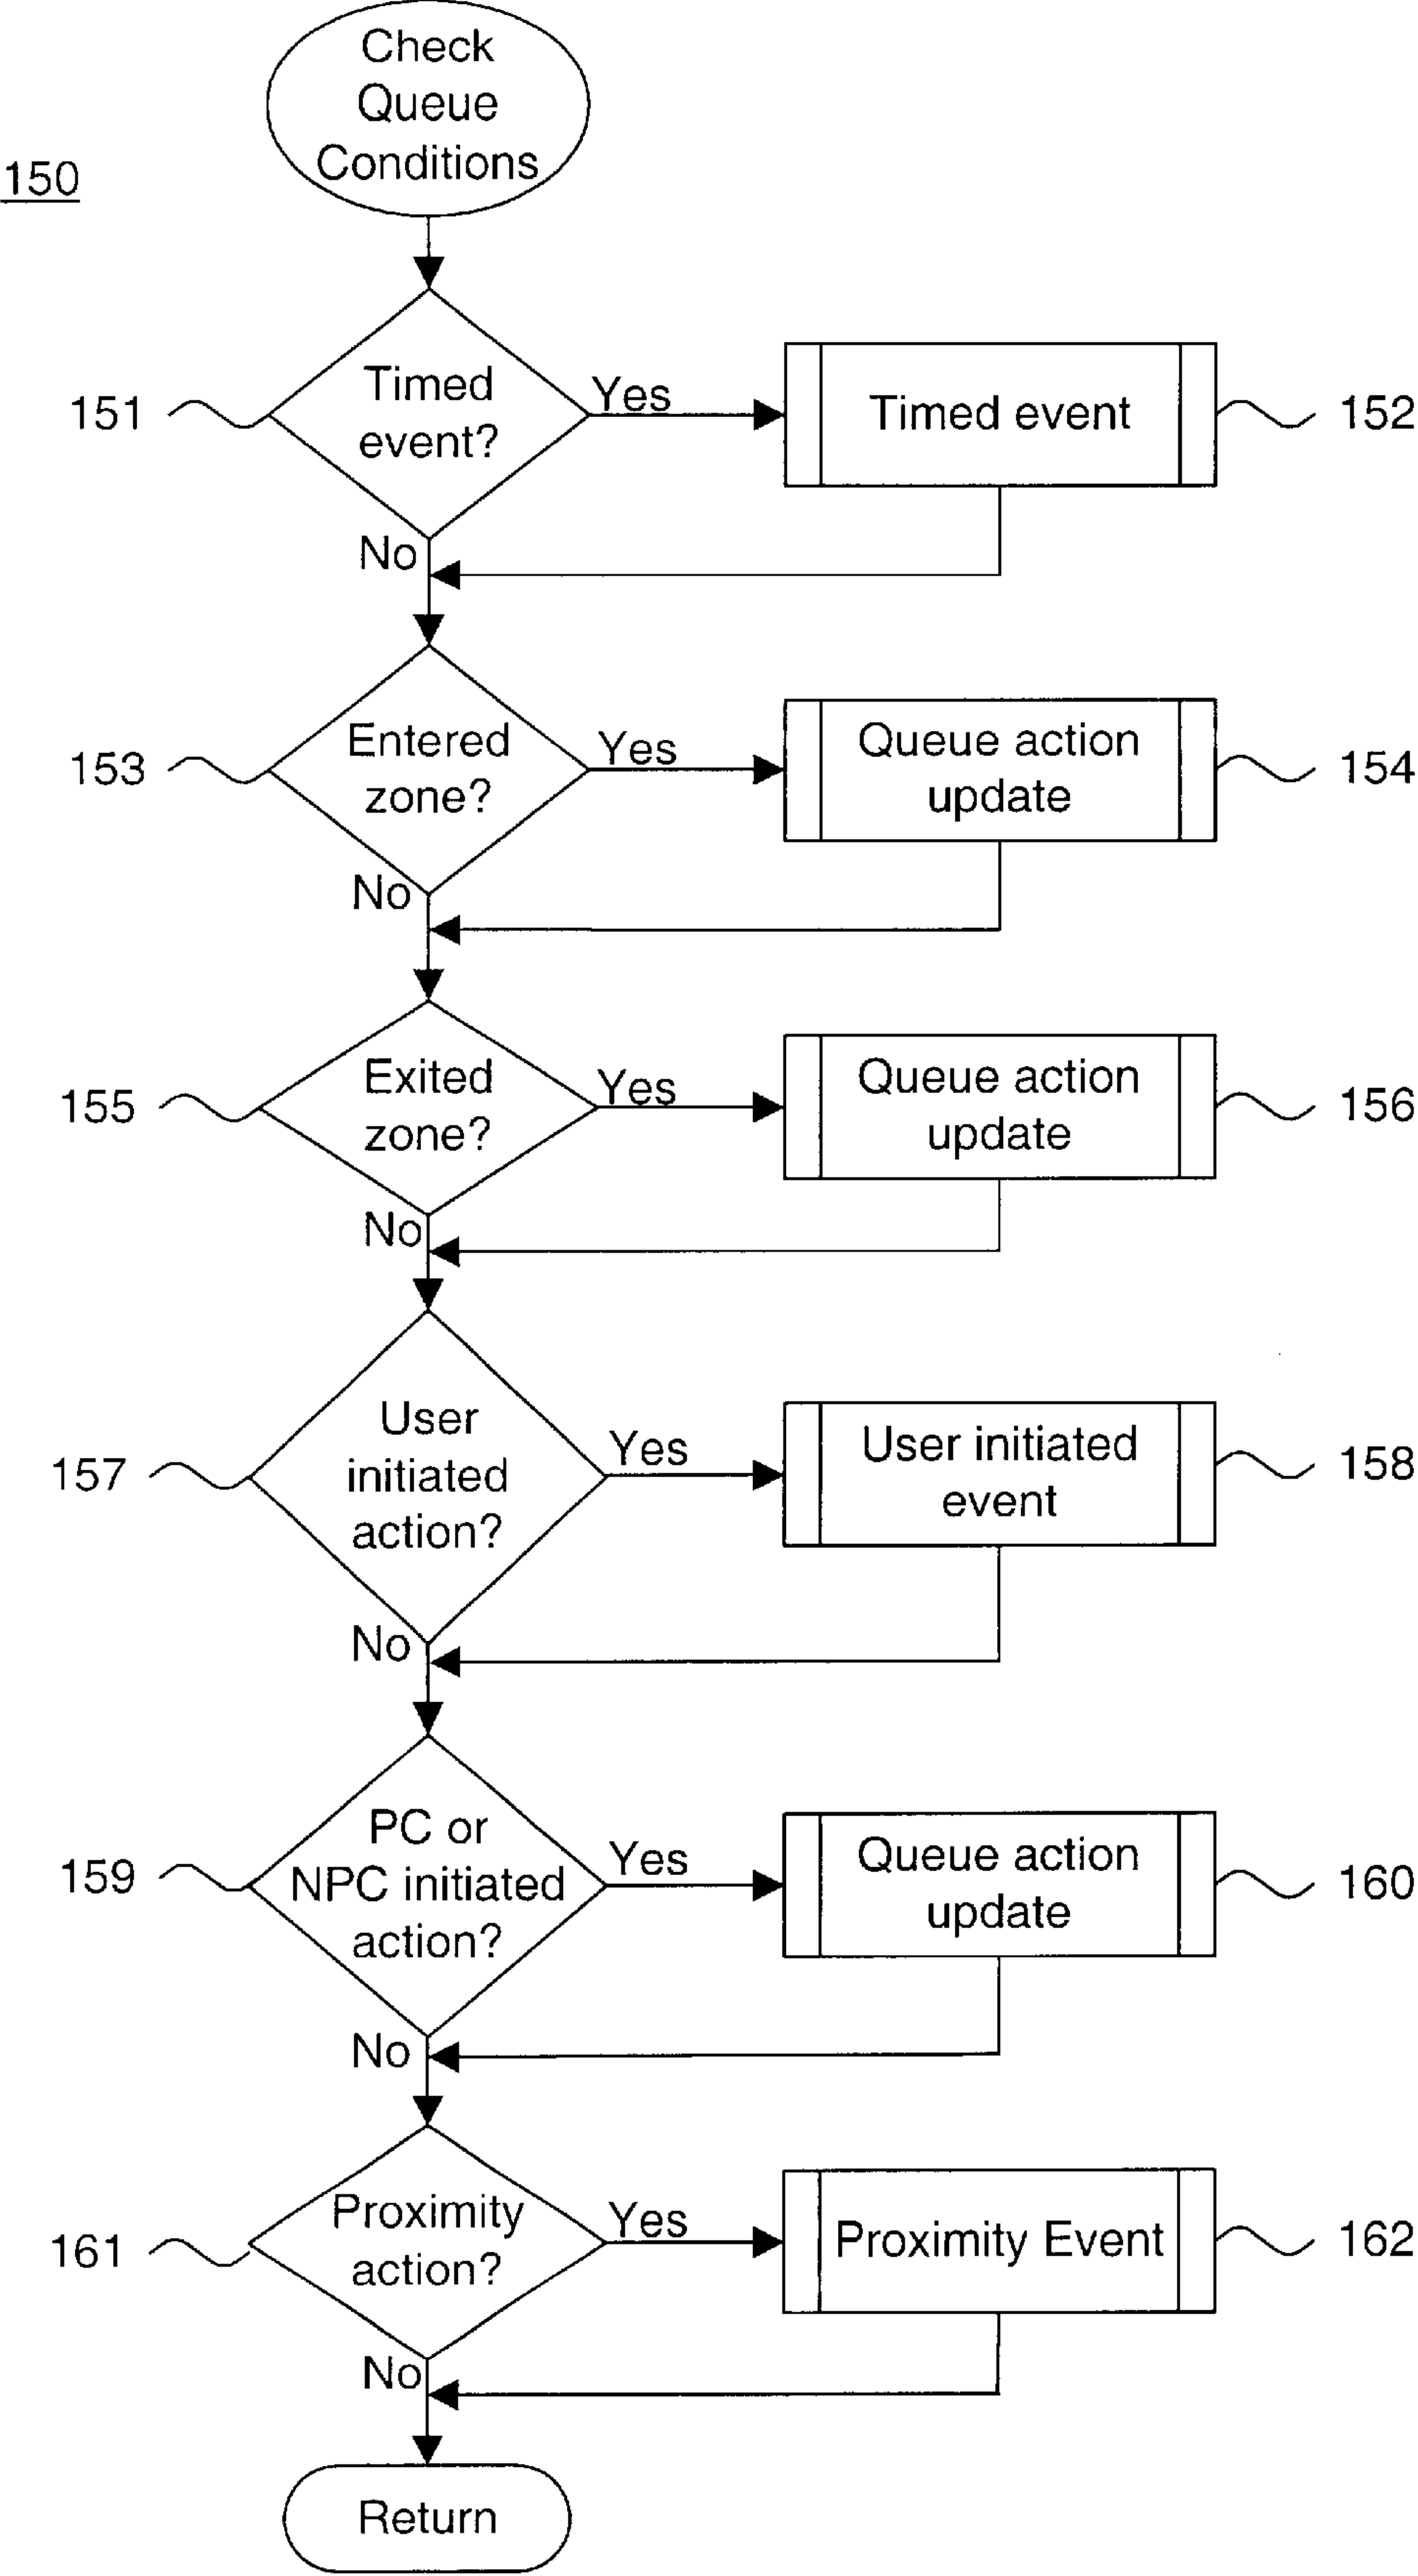 Check
Queue
Conditions
150
Timed
event?
151
Yes
Timed event
152
No
Entered
zone?
153
Yes
Queue action
update
154
No
Exited
zone?
155
Yes
Queue action
update
156
No
User
initiated
action?
157
Yes
User initiated
event
158
No
PC or
NPC initiated
action?
159
Yes
Queue action
update
160
No
Proximity
action?
161
Yes
Proximity Event
162
No
Return